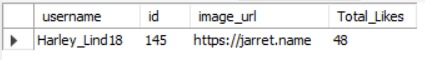 username id image_url Total_Likes
Harley_Lind18 145 https://jarret.name 48